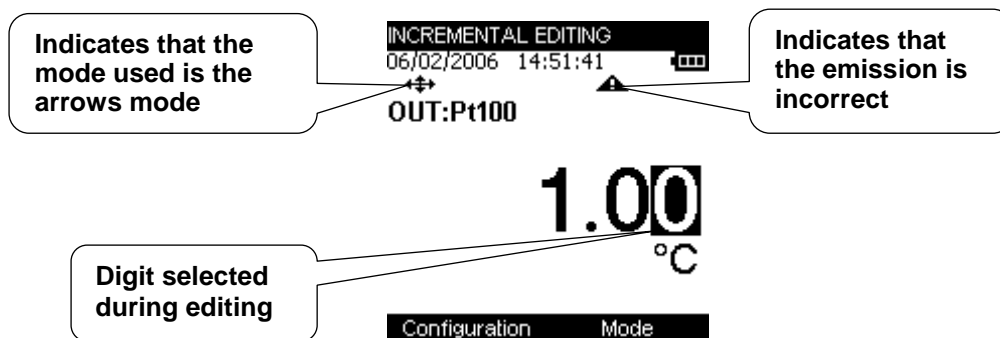 Indicates that the
mode used is the
arrows mode
INCREMENTAL EDITING
06/02/2006 14:51:41
OUT:Pt100
1.00
°C
Configuration Mode
Indicates that
the emission is
incorrect
Digit selected
during editing